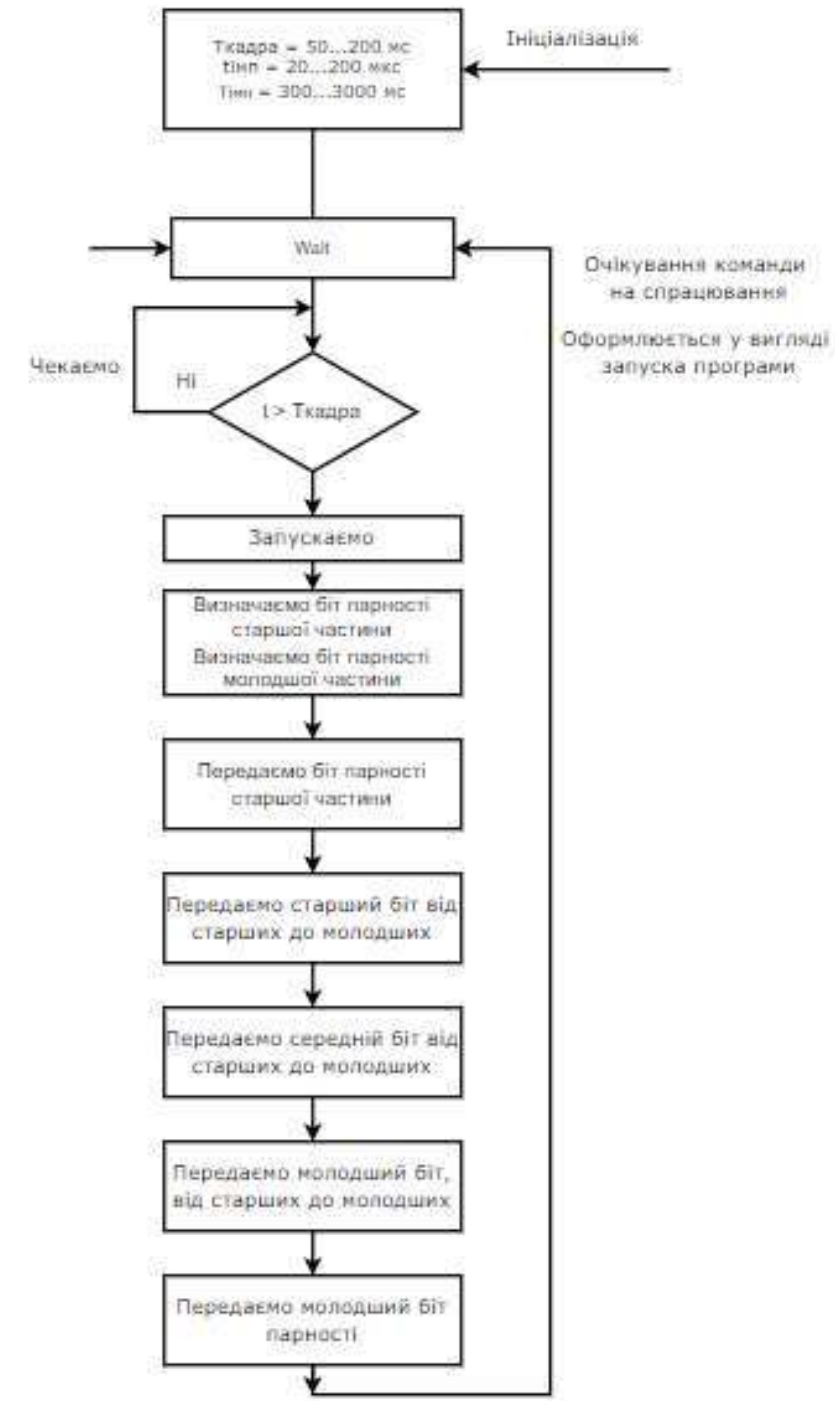 Ткадра = 50...200 мс
tімп = 20...200 мкс
Тімп = 300...3000 мс
Ініціалізація
Wait
Очікування команди
на спрацювання
Оформлюється у вигляді
запуска програми
Чекаємо
Ні
t > Ткадра
Запускаємо
Визначаємо біт парності
старшої частини
Визначаємо біт парності
молодшої частини
Передаємо біт парності
старшої частини
Передаємо старший біт від
старших до молодших
Передаємо середній біт від
старших до молодших
Передаємо молодший біт,
від старших до молодших
Передаємо молодший біт
парності